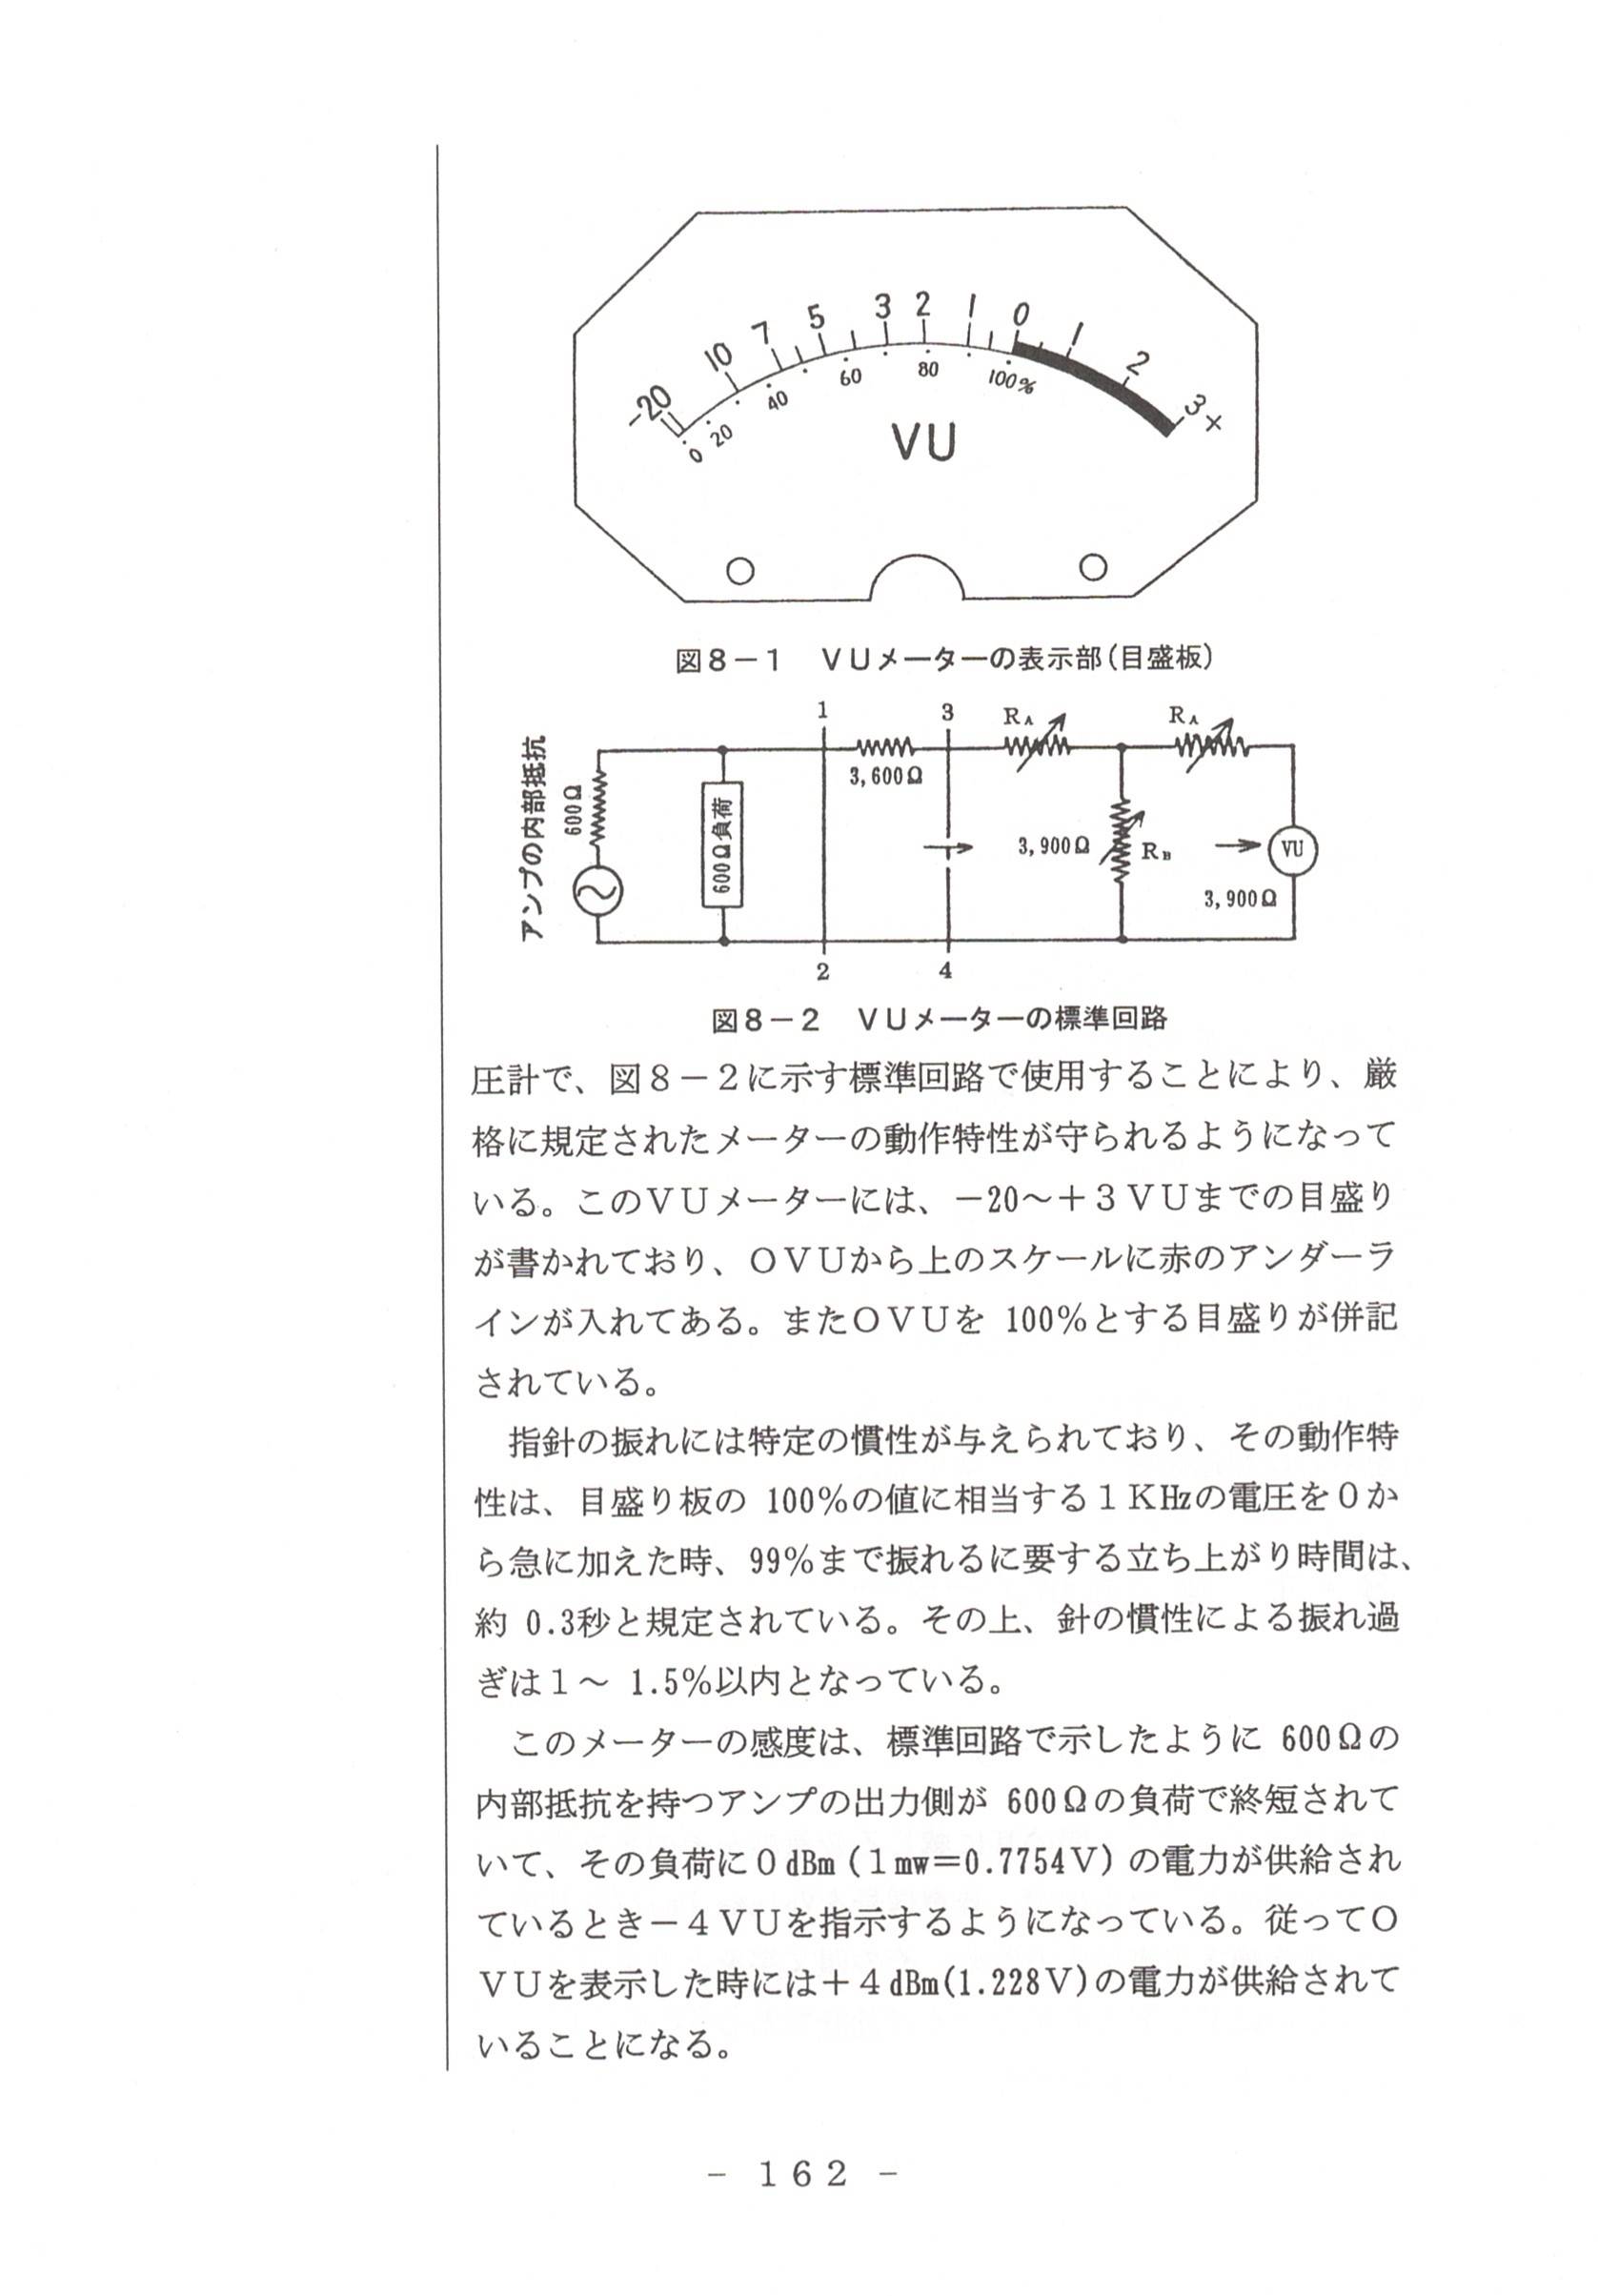 -20 10 7 5 3 2 1 0 1 2 3 +
0 20 40 60 80 100%
VU
図8-1 VUメーターの表示部(目盛板)
アンプの内部抵抗
600Ω
600Ω負荷
1
2
3,600Ω
3
4
RA
3,900Ω
RB
RA
VU
3,900Ω
図8-2 VUメーターの標準回路
圧計で、図8-2に示す標準回路で使用することにより、厳
格に規定されたメーターの動作特性が守られるようになって
いる。このVUメーターには、-20~+3VUまでの目盛り
が書かれており、OVUから上のスケールに赤のアンダーラ
インが入れてある。またOVUを 100%とする目盛りが併記
されている。
指針の振れには特定の慣性が与えられており、その動作特
性は、目盛り板の 100%の値に相当する1KHzの電圧を0か
ら急に加えた時、99%まで振れるに要する立ち上がり時間は、
約 0.3秒と規定されている。その上、針の慣性による振れ過
ぎは1~ 1.5%以内となっている。
このメーターの感度は、標準回路で示したように 600Ωの
内部抵抗を持つアンプの出力側が 600Ωの負荷で終短されて
いて、その負荷に0dBm(1mw=0.7754V)の電力が供給され
ているとき-4VUを指示するようになっている。従ってO
VUを表示した時には+4dBm(1.228V)の電力が供給されて
いることになる。
- 162 -